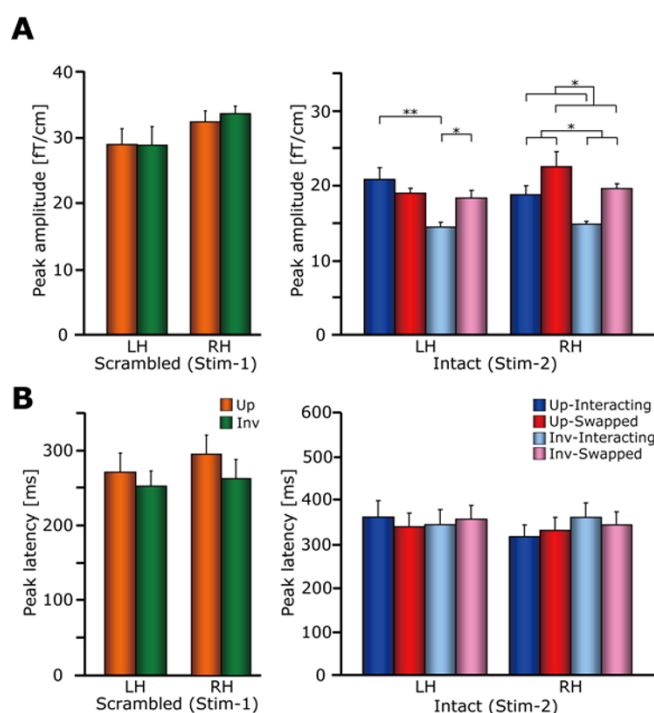 A
Peak amplitude [fT/cm]
40
30
20
10
0
LH RH
Scrambled (Stim-1)
Peak amplitude [fT/cm]
30
20
10
0
** * * *
LH RH
Intact (Stim-2)
B
Peak latency [ms]
300
250
100
0
Up
Inv
LH RH
Scrambled (Stim-1)
Peak latency [ms]
600
400
300
200
100
0
Up-Interacting
Up-Swapped
Inv-Interacting
Inv-Swapped
LH RH
Intact (Stim-2)